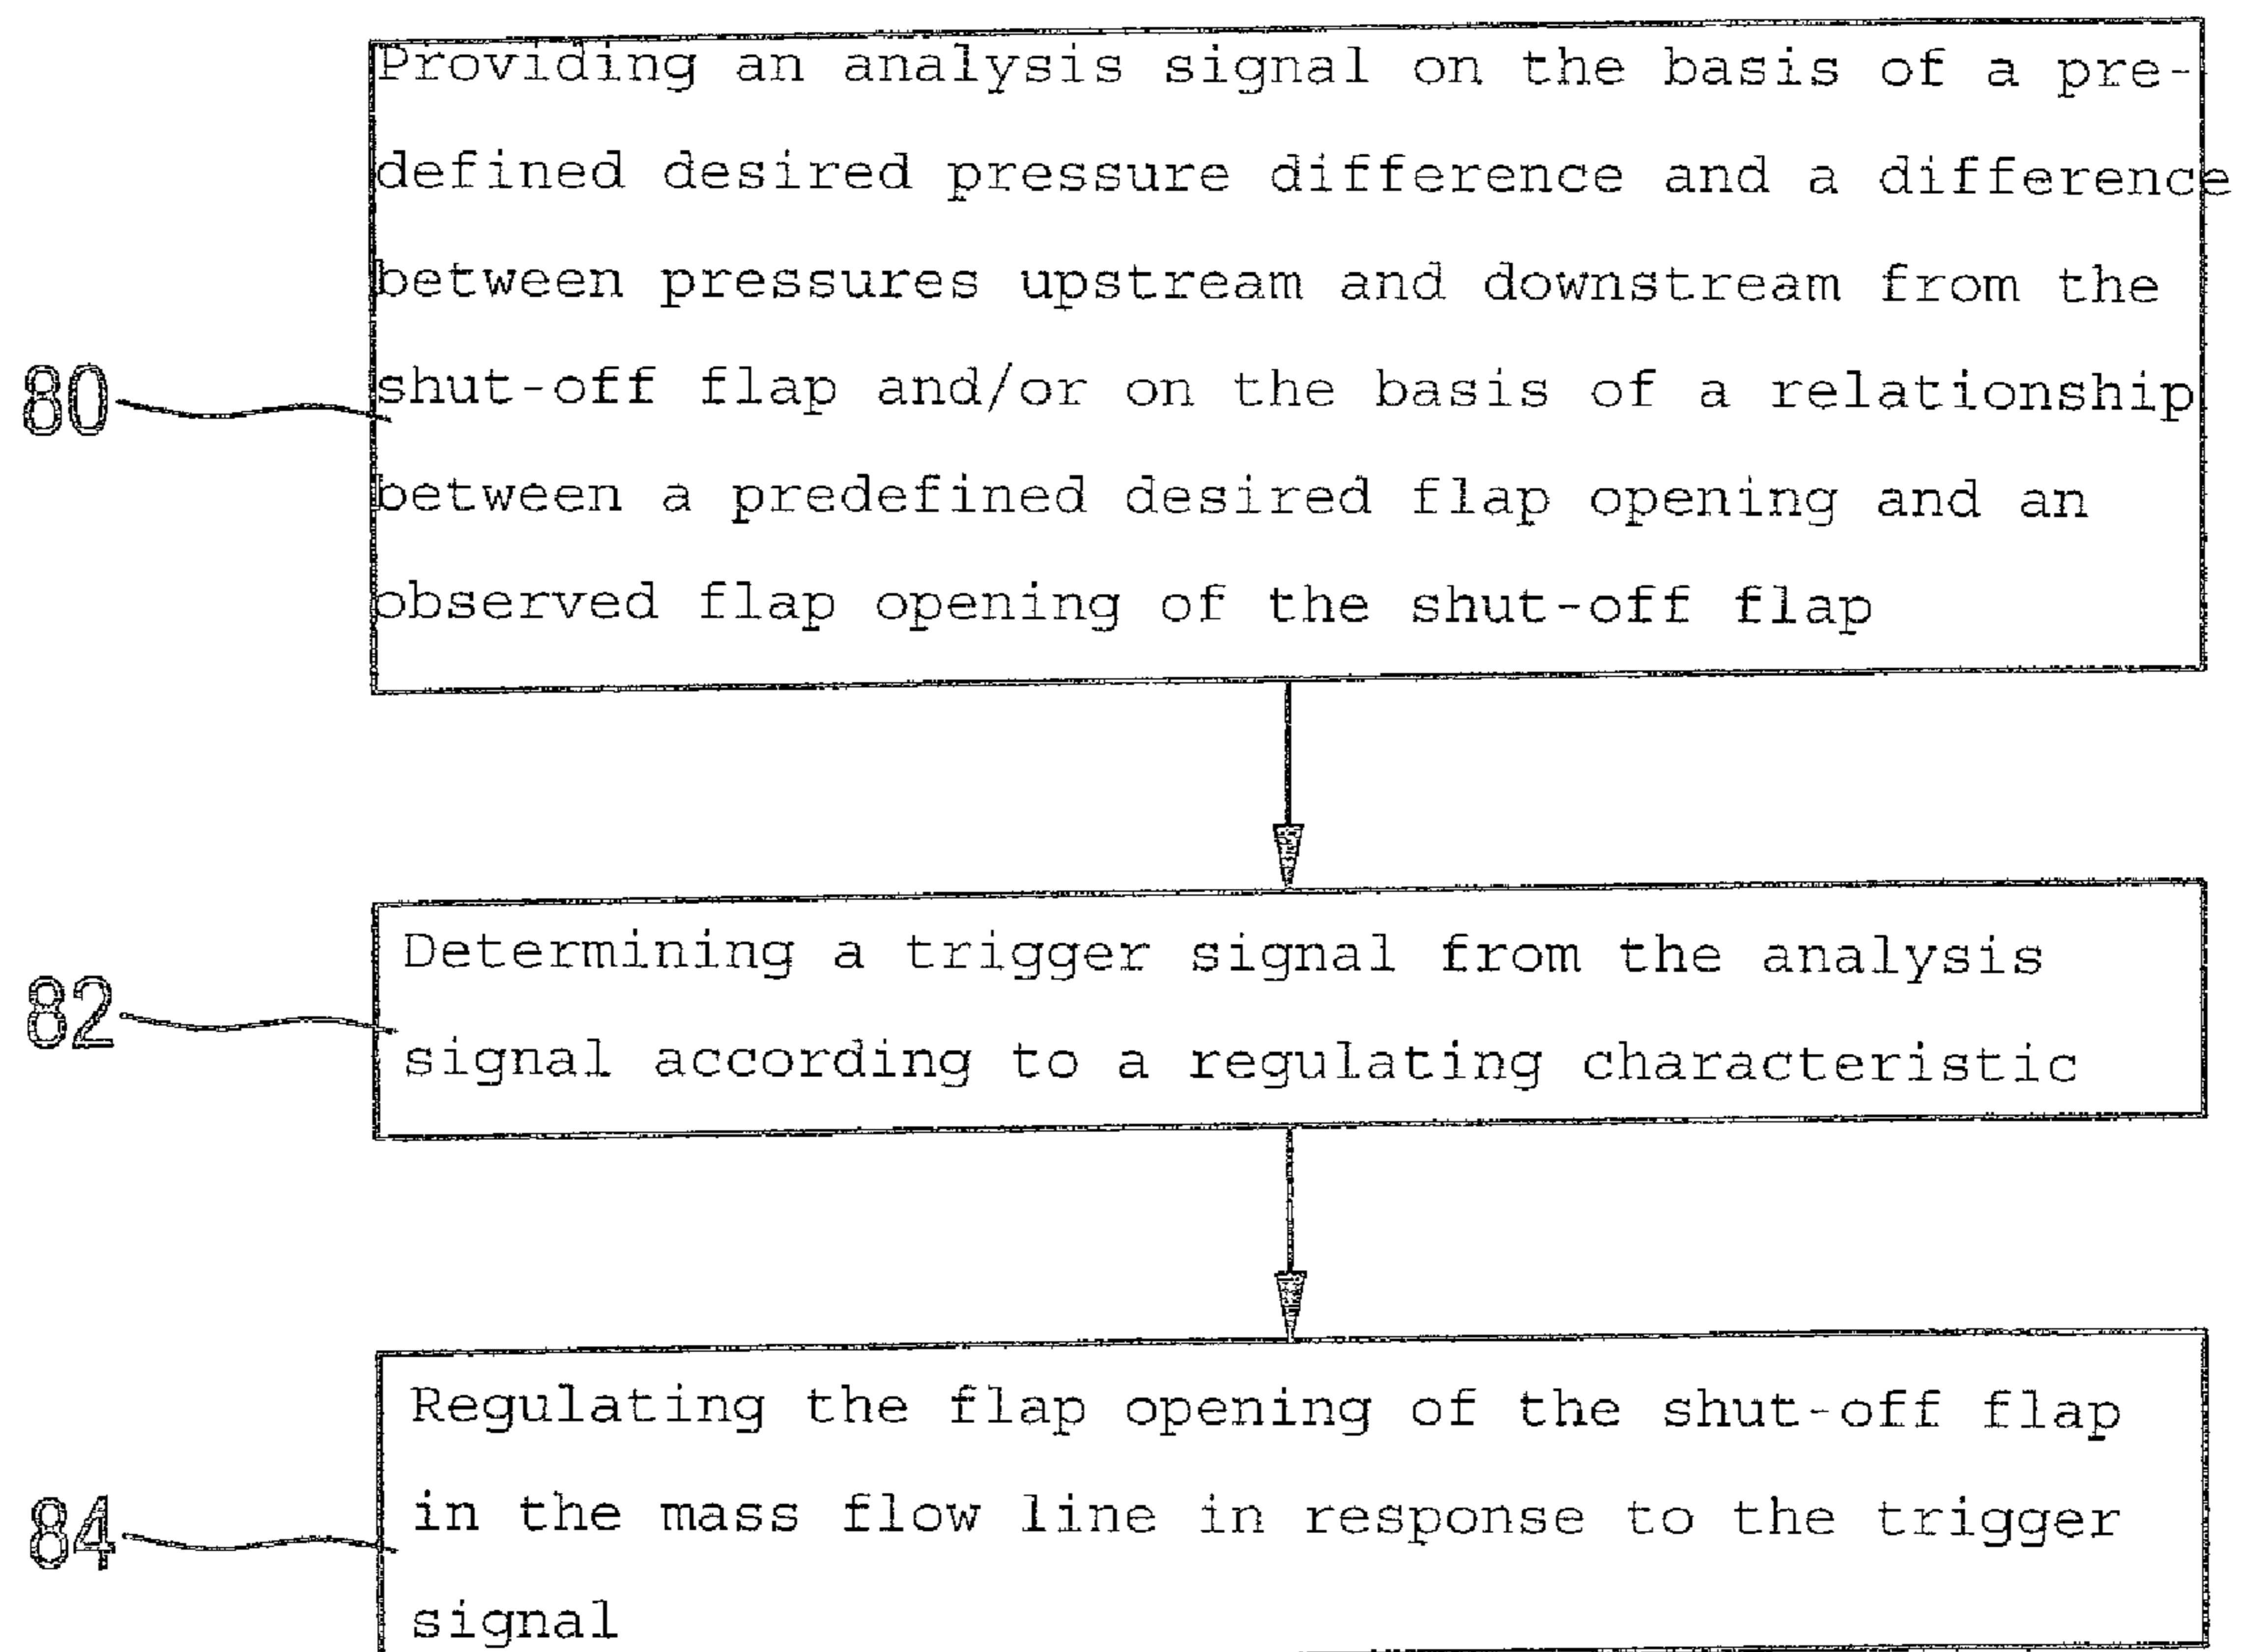 Providing an analysis signal on the basis of a pre-
defined desired pressure difference and a difference
between pressures upstream and downstream from the
80
shut-off flap and/or on the basis of a relationship
between a predefined desired flap opening and an
observed flap opening of the shut-off flap
Determining a trigger signal from the analysis
82
signal according to a regulating characteristic
Regulating the flap opening of the shut-off flap
84
in the mass flow line in response to the trigger
signal